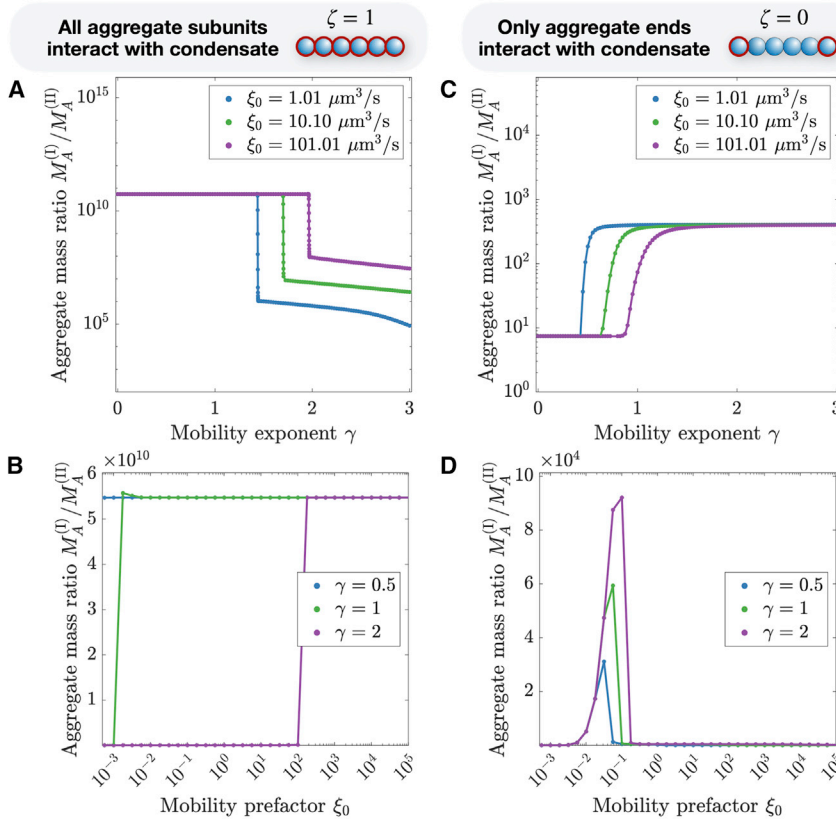 All aggregate subunits
interact with condensate
ζ = 1
Only aggregate ends
interact with condensate
ζ = 0
A
Aggregate mass ratio M_A^(I)/M_A^(II)
10^15
10^10
10^5
ξ₀ = 1.01 μm³/s
ξ₀ = 10.10 μm³/s
ξ₀ = 101.01 μm³/s
0
1
2
3
Mobility exponent γ
C
Aggregate mass ratio M_A^(I)/M_A^(II)
10^4
10^3
10^2
10^1
10^0
ξ₀ = 1.01 μm³/s
ξ₀ = 10.10 μm³/s
ξ₀ = 101.01 μm³/s
0
1
2
3
Mobility exponent γ
B
×10^10
Aggregate mass ratio M_A^(I)/M_A^(II)
6
5
4
3
2
1
γ = 0.5
γ = 1
γ = 2
10^-3
10^-2
10^-1
10^0
10^1
10^2
10^3
10^4
10^5
Mobility prefactor ξ₀
D
×10^4
Aggregate mass ratio M_A^(I)/M_A^(II)
10
8
6
4
2
γ = 0.5
γ = 1
γ = 2
10^-3
10^-2
10^-1
10^0
10^1
10^2
10^3
10^4
10^5
Mobility prefactor ξ₀